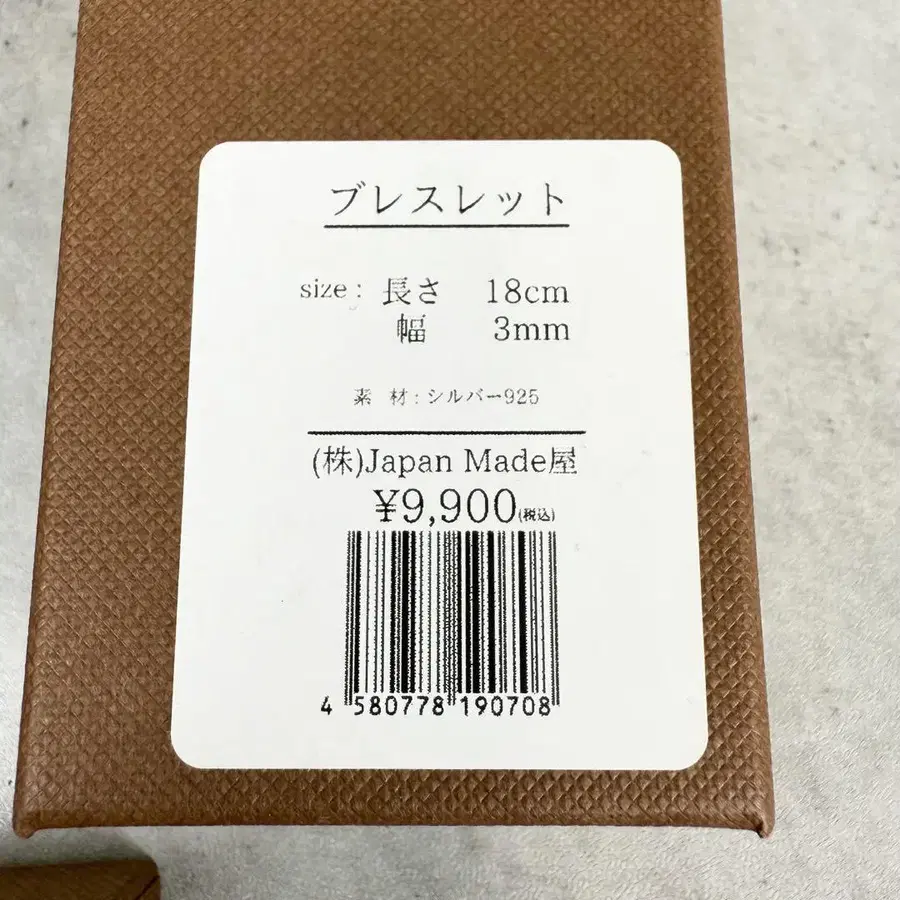 ブレスレット
size : 長さ 18cm
幅 3mm
素 材 : シルバー925
(株)Japan Made屋
¥9,900(税込)
4 580778 190708